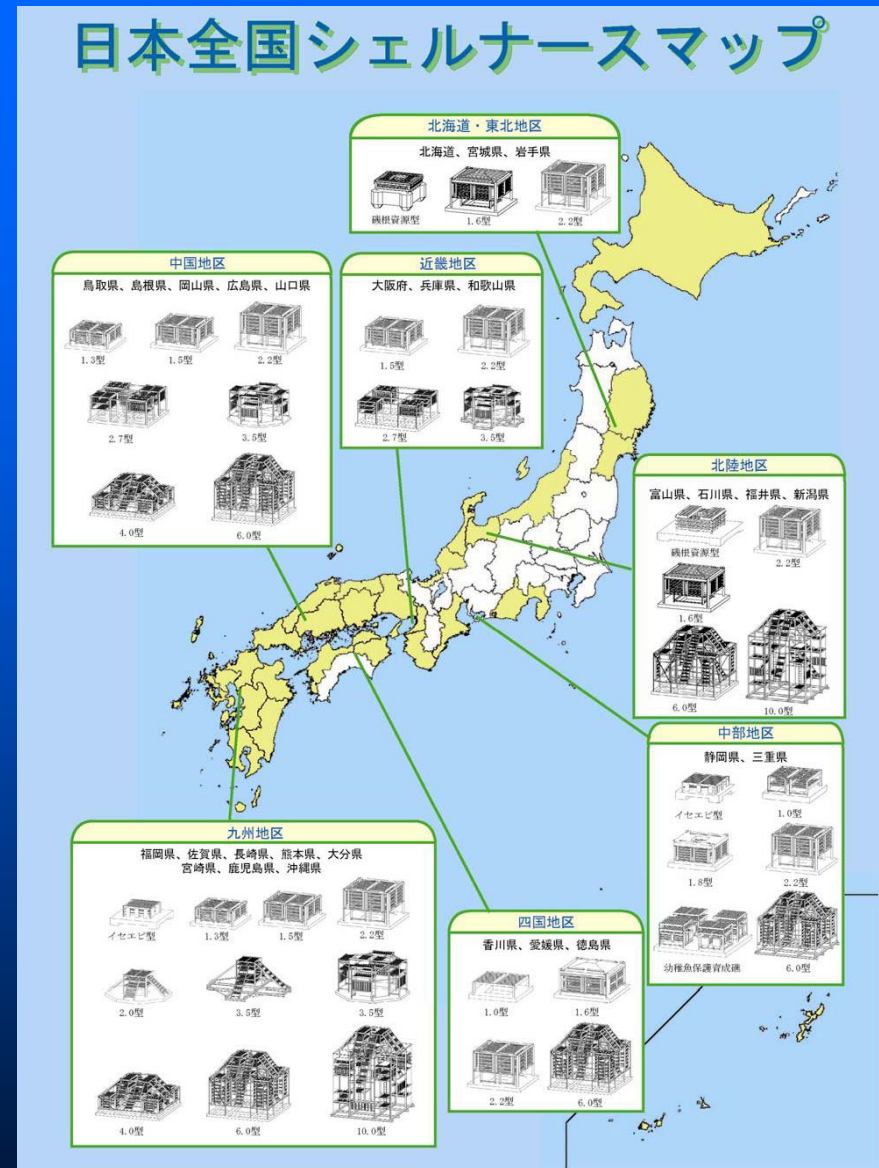 日本全国シェルナースマップ
北海道・東北地区
北海道、宮城県、岩手県
磯根資源型
1.6型
2.2型
中国地区
鳥取県、島根県、岡山県、広島県、山口県
1.3型
1.5型
2.2型
2.7型
3.5型
4.0型
6.0型
近畿地区
大阪府、兵庫県、和歌山県
1.5型
2.2型
2.7型
3.5型
北陸地区
富山県、石川県、福井県、新潟県
磯根資源型
2.2型
1.6型
6.0型
10.0型
中部地区
静岡県、三重県
イセエビ型
1.0型
1.8型
2.2型
幼稚魚保護育成礁
6.0型
九州地区
福岡県、佐賀県、長崎県、熊本県、大分県
宮崎県、鹿児島県、沖縄県
イセエビ型
1.3型
1.5型
2.2型
2.0型
3.5型
3.5型
4.0型
6.0型
10.0型
四国地区
香川県、愛媛県、徳島県
1.0型
1.6型
2.2型
6.0型